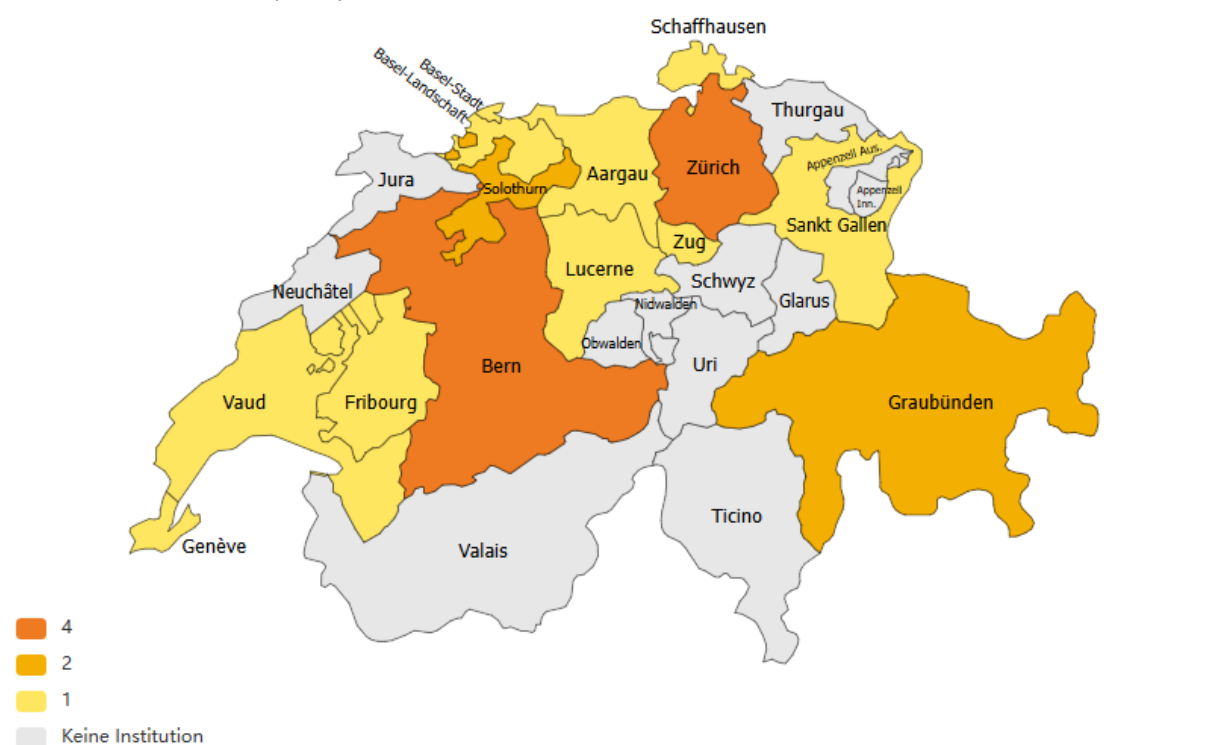 Schaffhausen
Basel-Stadt
Basel-Landschaft
Thurgau
Appenzell Aus.
Zürich
Aargau
Jura
Solothurn
Appenzell
Inn.
Sankt Gallen
Zug
Lucerne
Schwyz
Neuchâtel
Nidwalden
Glarus
Obwalden
Uri
Bern
Vaud
Fribourg
Graubünden
Ticino
Genève
Valais
4
2
1
Keine Institution